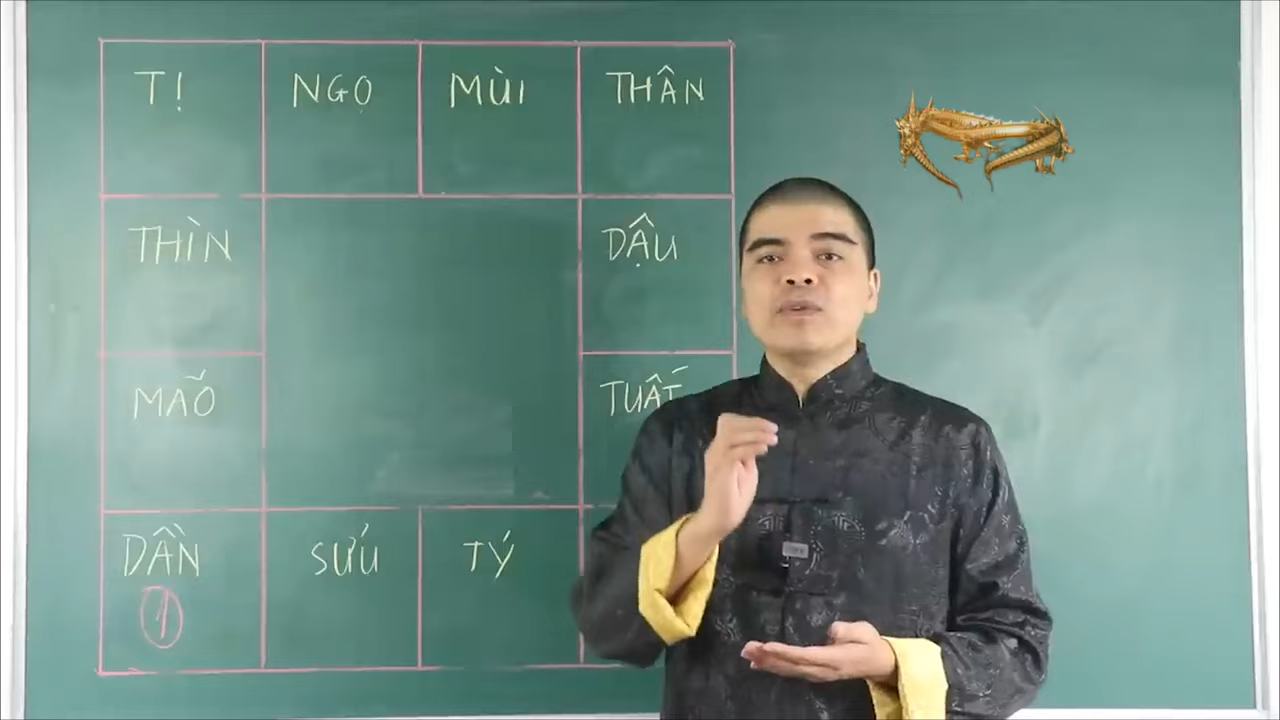 TỊ NGỌ MÙI THÂN
THÌN DẬU
MÃO TUẤT
DẦN SỬU TÝ
1